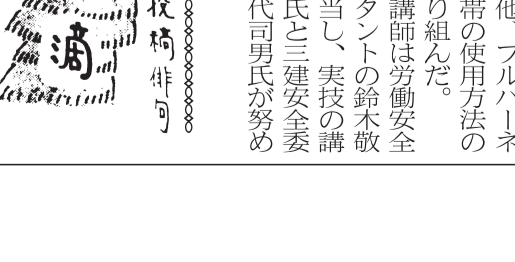 他、フルハーネ
帯の使用方法の
り組んだ。
講師は労働安全
タントの鈴木敬
当し、実技の講
氏と三建安全委
代司男氏が努め
投稿俳句
滴